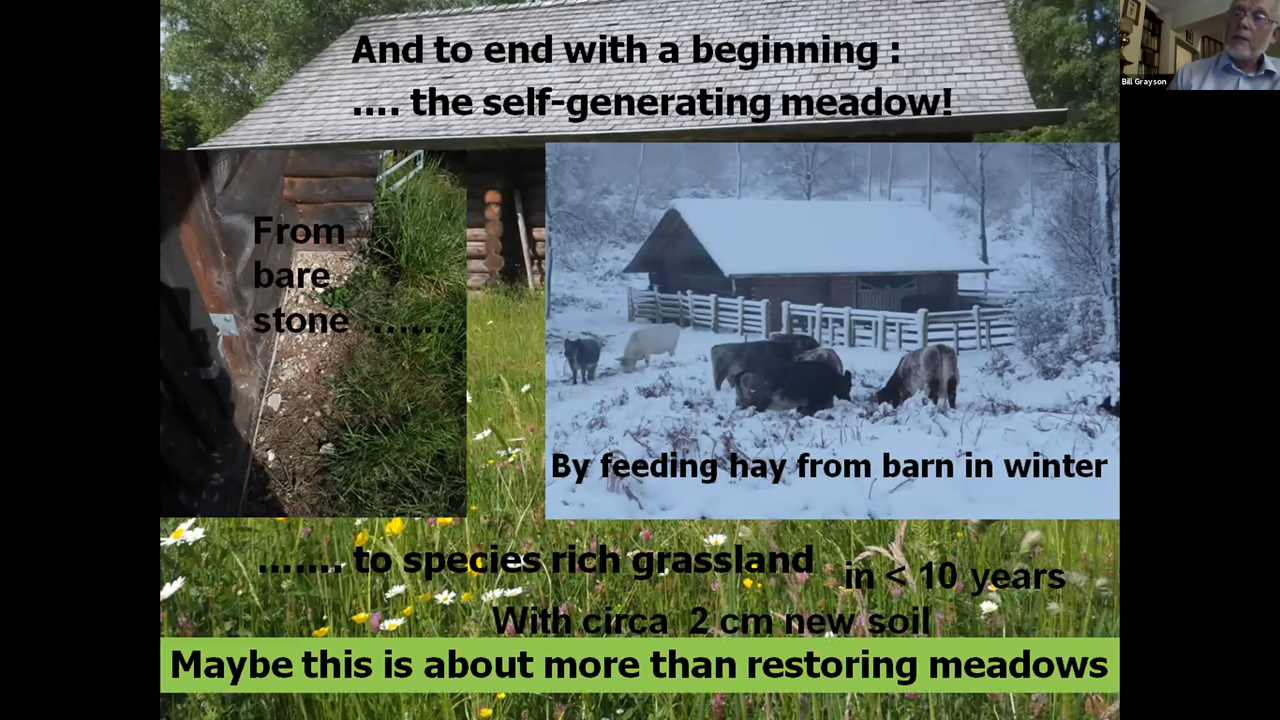 And to end with a beginning :
.... the self-generating meadow!
Bill Grayson
From
bare
stone .......
By feeding hay from barn in winter
....... to species rich grassland
in < 10 years
With circa 2 cm new soil
Maybe this is about more than restoring meadows